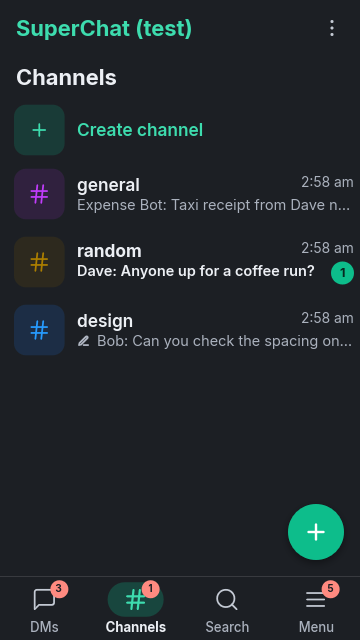 SuperChat (test)
Channels
Create channel
general 2:58 am
Expense Bot: Taxi receipt from Dave n...
random 2:58 am
Dave: Anyone up for a coffee run? 1
design 2:58 am
Bob: Can you check the spacing on...
3 1 5
DMs Channels Search Menu